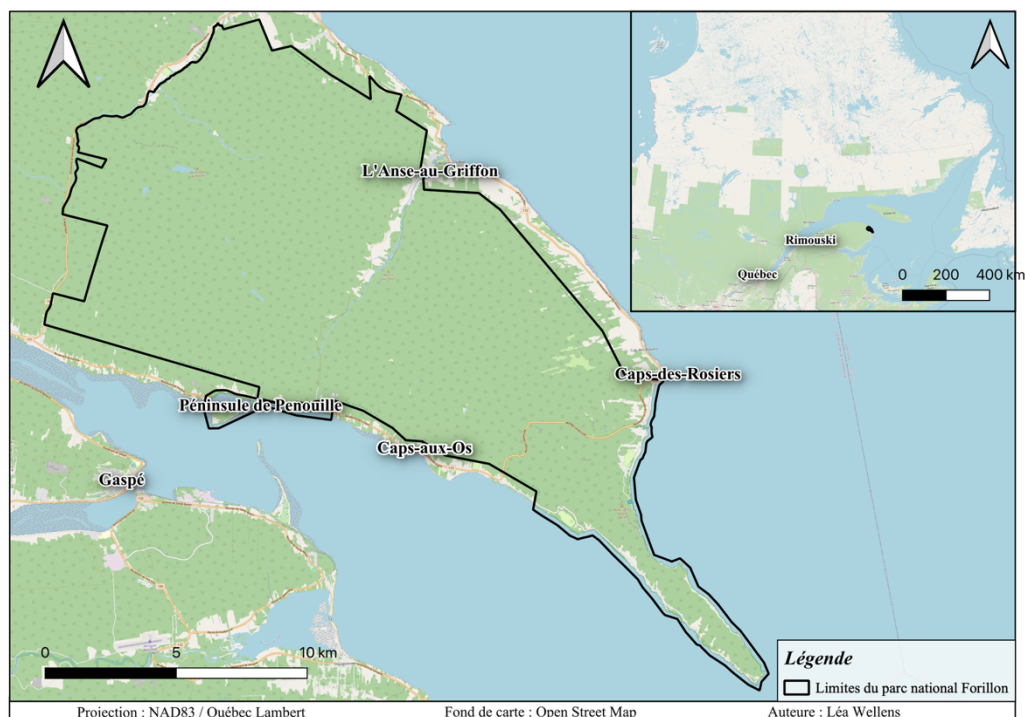 L'Anse-au-Griffon
Rimouski
Québec
0 200 400 km
Caps-des-Rosiers
Péninsule de Penouille
Caps-aux-Os
Gaspé
0 5 10 km
Légende
Limites du parc national Forillon
Projection : NAD83 / Québec Lambert Fond de carte : Open Street Map Auteure : Léa Wellens